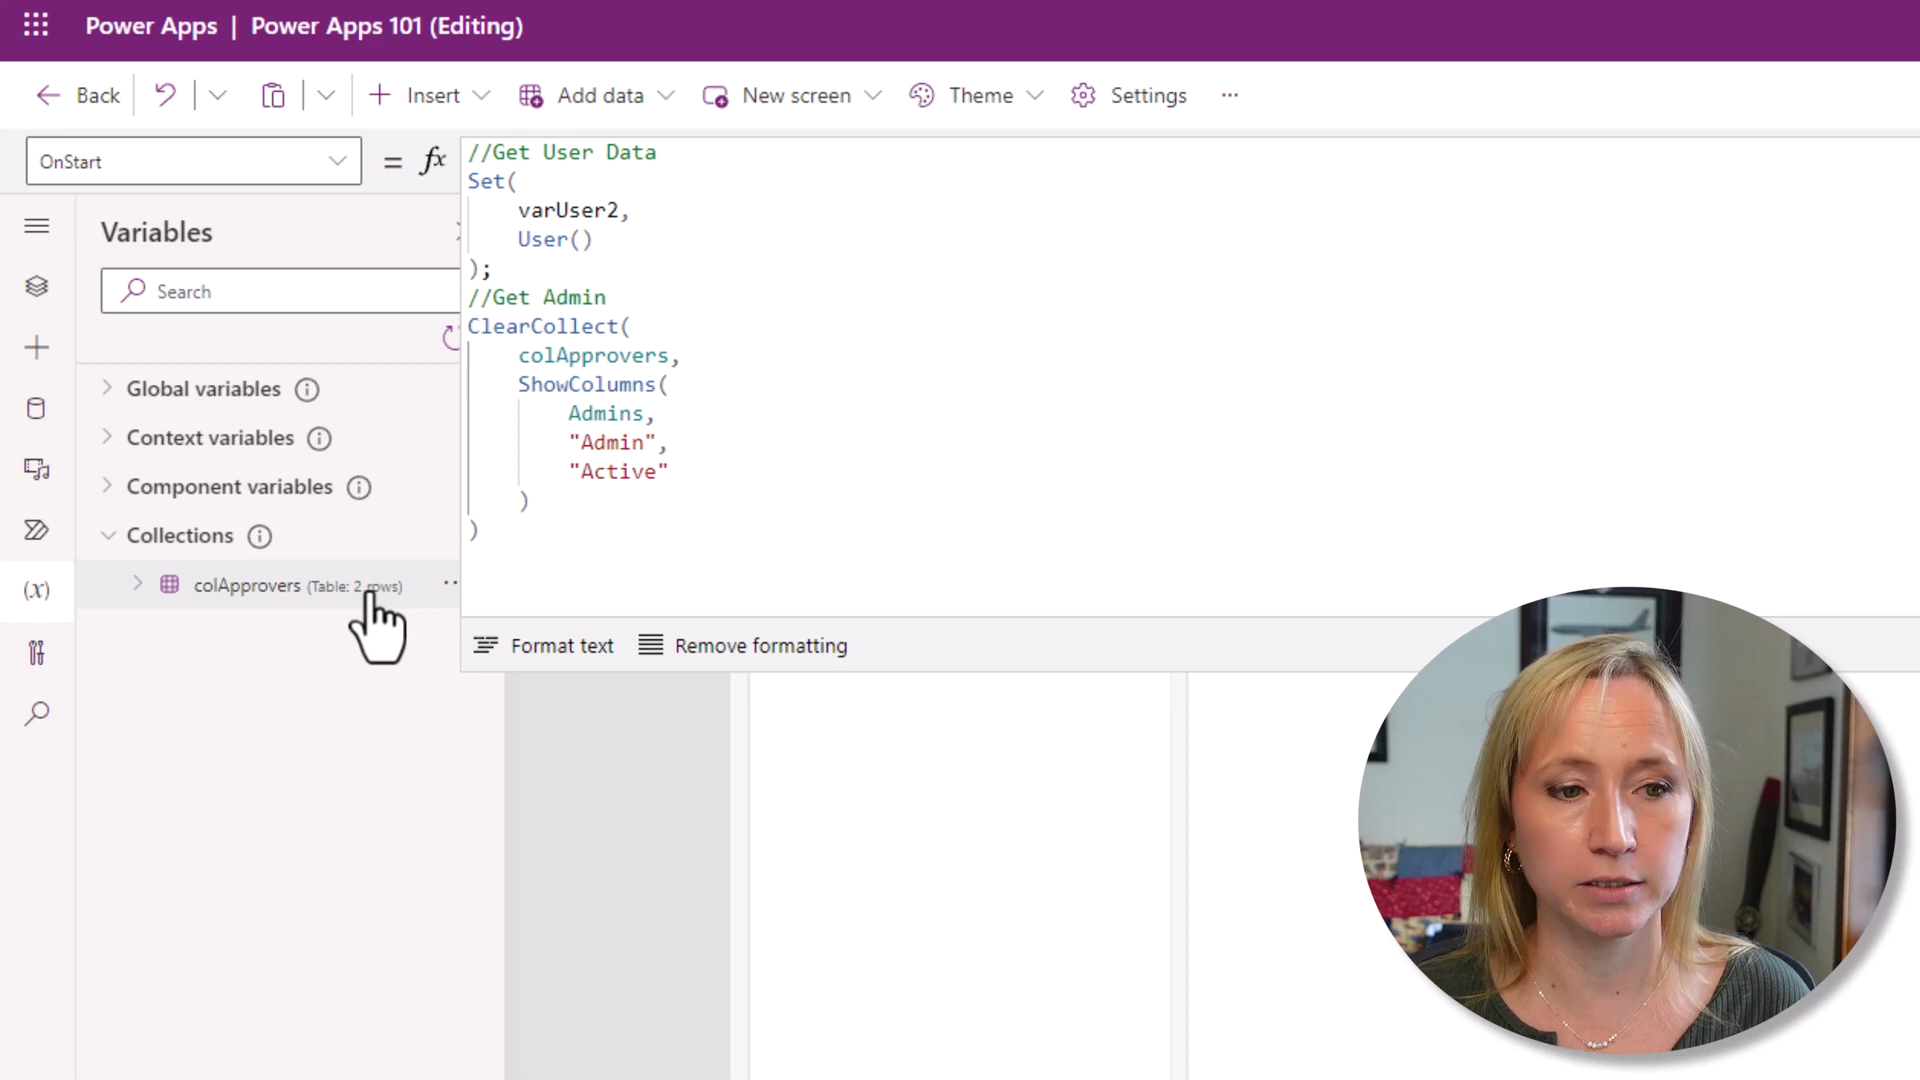 Power Apps | Power Apps 101 (Editing)
Back
Insert
Add data
New screen
Theme
Settings
OnStart
= fx
//Get User Data
Set(
varUser2,
User()
);
//Get Admin
ClearCollect(
colApprovers,
ShowColumns(
Admins,
"Admin",
"Active"
)
)
Variables
Search
Global variables
Context variables
Component variables
Collections
(x)
colApprovers (Table: 2 rows)
Format text
Remove formatting